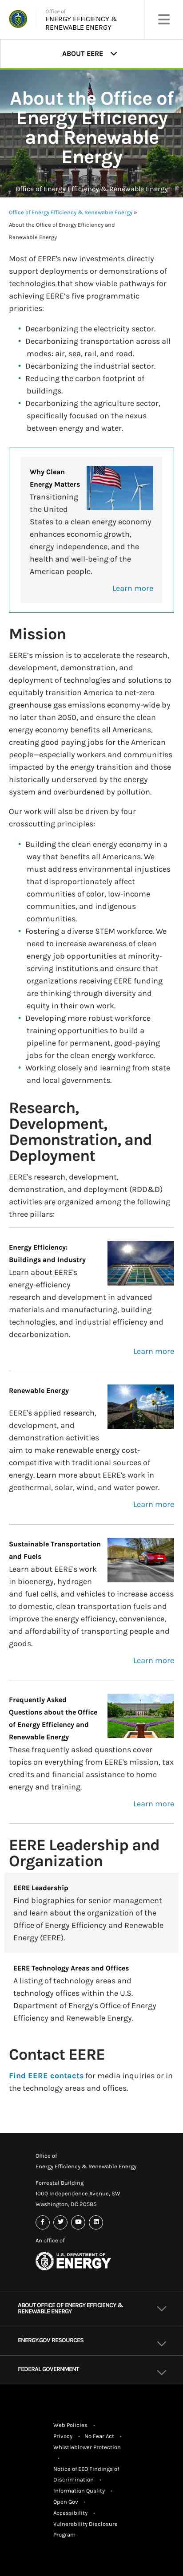 Office of
ENERGY EFFICIENCY &
RENEWABLE ENERGY
ABOUT EERE
About the Office of
Energy Efficiency
and Renewable
Energy
Office of Energy Efficiency & Renewable Energy
Office of Energy Efficiency & Renewable Energy »
About the Office of Energy Efficiency and
Renewable Energy
Most of EERE's new investments directly
support deployments and demonstrations of
technologies that show viable pathways for
achieving EERE's five programmatic
priorities:
• Decarbonizing the electricity sector.
• Decarbonizing transportation across all
modes: air, sea, rail, and road.
• Decarbonizing the industrial sector.
• Reducing the carbon footprint of
buildings.
• Decarbonizing the agriculture sector,
specifically focused on the nexus
between energy and water.
Why Clean
Energy Matters
Transitioning
the United
States to a clean energy economy
enhances economic growth,
energy independence, and the
health and well-being of the
American people.
Learn more
Mission
EERE's mission is to accelerate the research,
development, demonstration, and
deployment of technologies and solutions to
equitably transition America to net-zero
greenhouse gas emissions economy-wide by
no later than 2050, and ensure the clean
energy economy benefits all Americans,
creating good paying jobs for the American
people—especially workers and communities
impacted by the energy transition and those
historically underserved by the energy
system and overburdened by pollution.
Our work will also be driven by four
crosscutting principles:
• Building the clean energy economy in a
way that benefits all Americans. We
must address environmental injustices
that disproportionately affect
communities of color, low-income
communities, and indigenous
communities.
• Fostering a diverse STEM workforce. We
need to increase awareness of clean
energy job opportunities at minority-
serving institutions and ensure that
organizations receiving EERE funding
are thinking through diversity and
equity in their own work.
• Developing more robust workforce
training opportunities to build a
pipeline for permanent, good-paying
jobs for the clean energy workforce.
• Working closely and learning from state
and local governments.
Research,
Development,
Demonstration, and
Deployment
EERE's research, development,
demonstration, and deployment (RDD&D)
activities are organized among the following
three pillars:
Energy Efficiency:
Buildings and Industry
Learn about EERE's
energy-efficiency
research and development in advanced
materials and manufacturing, building
technologies, and industrial efficiency and
decarbonization.
Learn more
Renewable Energy
EERE's applied research,
development, and
demonstration activities
aim to make renewable energy cost-
competitive with traditional sources of
energy. Learn more about EERE's work in
geothermal, solar, wind, and water power.
Learn more
Sustainable Transportation
and Fuels
Learn about EERE's work
in bioenergy, hydrogen
and fuel cells, and vehicles to increase access
to domestic, clean transportation fuels and
improve the energy efficiency, convenience,
and affordability of transporting people and
goods.
Learn more
Frequently Asked
Questions about the Office
of Energy Efficiency and
Renewable Energy
These frequently asked questions cover
topics on everything from EERE's mission, tax
credits and financial assistance to home
energy and training.
Learn more
EERE Leadership and
Organization
EERE Leadership
Find biographies of senior management
and learn about the organization of the
Office of Energy Efficiency and Renewable
Energy (EERE).
EERE Technology Areas and Offices
A listing of technology areas and
technology offices within the U.S.
Department of Energy's Office of Energy
Efficiency and Renewable Energy.
Contact EERE
Find EERE contacts for media inquiries or in
the technology areas and offices.
Office of
Energy Efficiency & Renewable Energy
Forrestal Building
1000 Independence Avenue, SW
Washington, DC 20585
An office of
U.S. DEPARTMENT OF
ENERGY
ABOUT OFFICE OF ENERGY EFFICIENCY &
RENEWABLE ENERGY
ENERGY.GOV RESOURCES
FEDERAL GOVERNMENT
Web Policies •
Privacy • No Fear Act •
Whistleblower Protection
•
Notice of EEO Findings of
Discrimination •
Information Quality •
Open Gov •
Accessibility •
Vulnerability Disclosure
Program